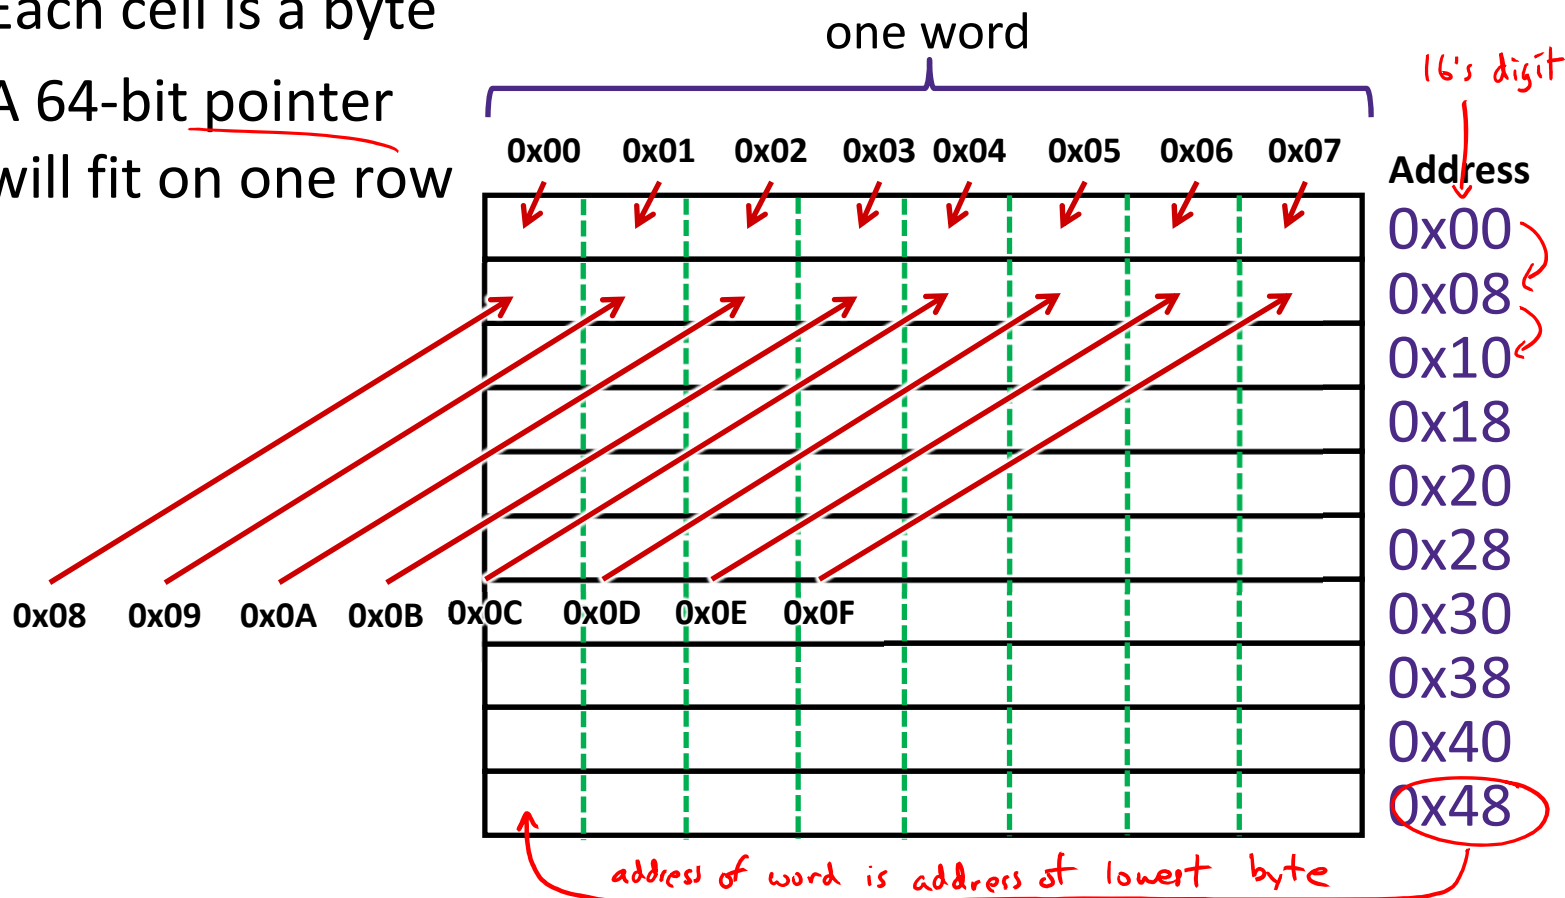 Each cell is a byte
A 64-bit pointer
will fit on one row
one word
16's digit
0x00 0x01 0x02 0x03 0x04 0x05 0x06 0x07
Address
0x00
0x08
0x10
0x18
0x20
0x28
0x08 0x09 0x0A 0x0B 0x0C 0x0D 0x0E 0x0F
0x30
0x38
0x40
0x48
address of word is address of lowest byte